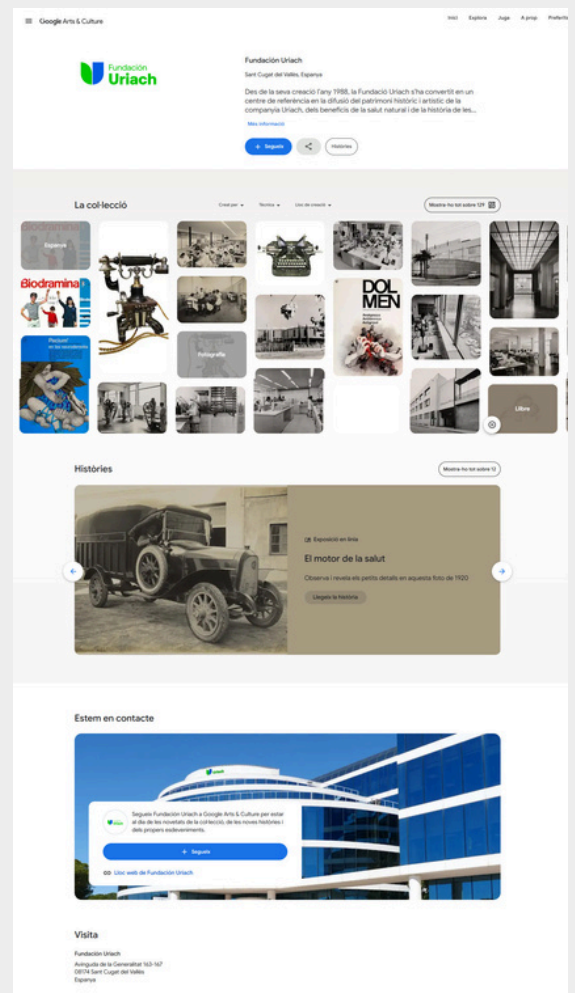 Google Arts & Culture
Inici Explora Juga A prop Preferits
Fundación
Uriach
Fundación Uriach
Sant Cugat del Vallès, Espanya
Des de la seva creació l'any 1988, la Fundació Uriach s'ha convertit en un
centre de referència en la difusió del patrimoni històric i artístic de la
companyia Uriach, dels beneficis de la salut natural i de la història de les...
Més informació
+ Segueix
Històries
La col·lecció
Creat per
Tècnica
Lloc de creació
Mostra-ho tot sobre 129
Espanya
Biodramina
Biodramina
Fotografia
DOL
MEN
Llibre
Històries
Mostra-ho tot sobre 12
Exposició en línia
El motor de la salut
Observa i revela els petits detalls en aquesta foto de 1920
Llegeix la història
Estem en contacte
Uriach
Segueix Fundación Uriach a Google Arts & Culture per estar
al dia de les novetats de la col·lecció, de les noves històries i
dels propers esdeveniments.
+ Segueix
Lloc web de Fundación Uriach
Visita
Fundación Uriach
Avinguda de la Generalitat 163-167
08174 Sant Cugat del Vallès
Espanya